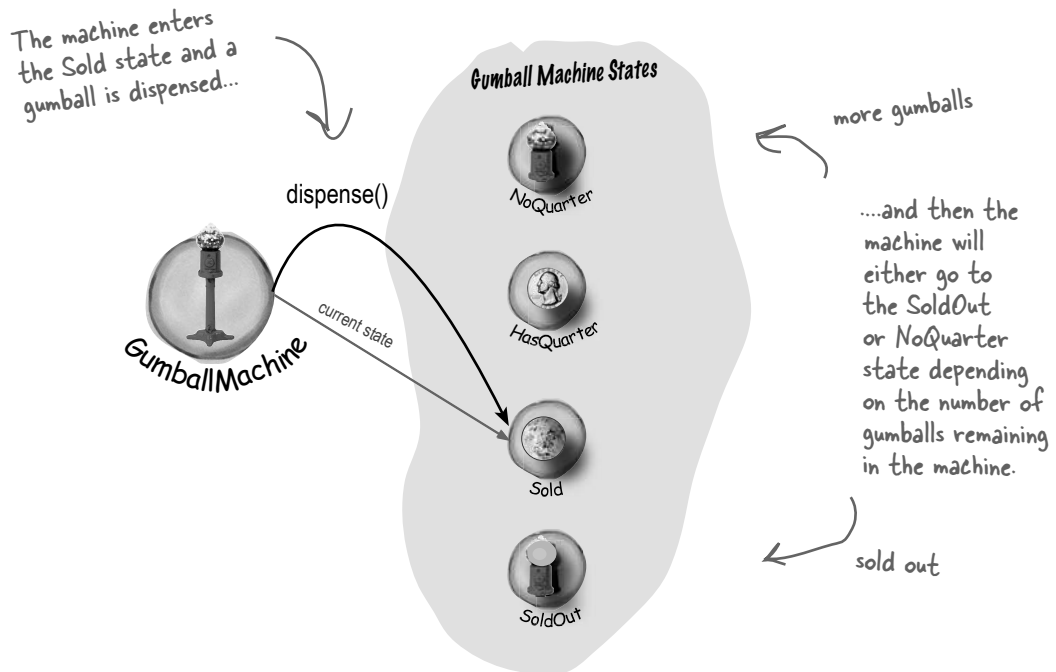 The machine enters
the Sold state and a
gumball is dispensed...
Gumball Machine States
more gumballs
NoQuarter
dispense()
....and then the
machine will
either go to
the SoldOut
or NoQuarter
state depending
on the number of
gumballs remaining
in the machine.
HasQuarter
current state
GumballMachine
Sold
sold out
SoldOut